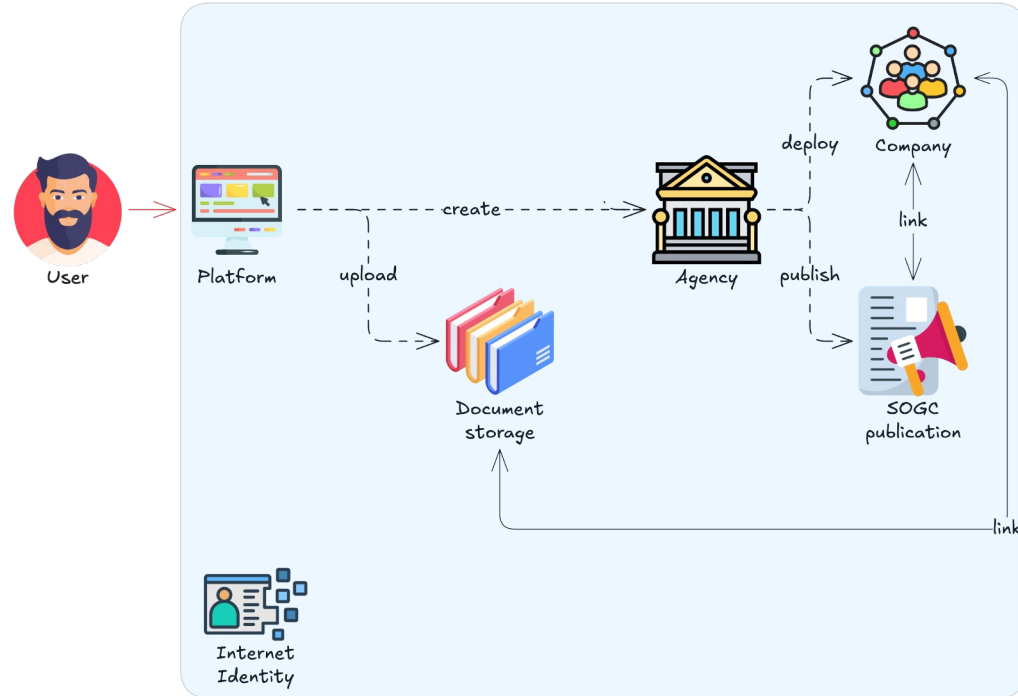 deploy
Company
create
link
User
Platform
upload
Agency
publish
Document
storage
SOGC
publication
link
Internet
Identity